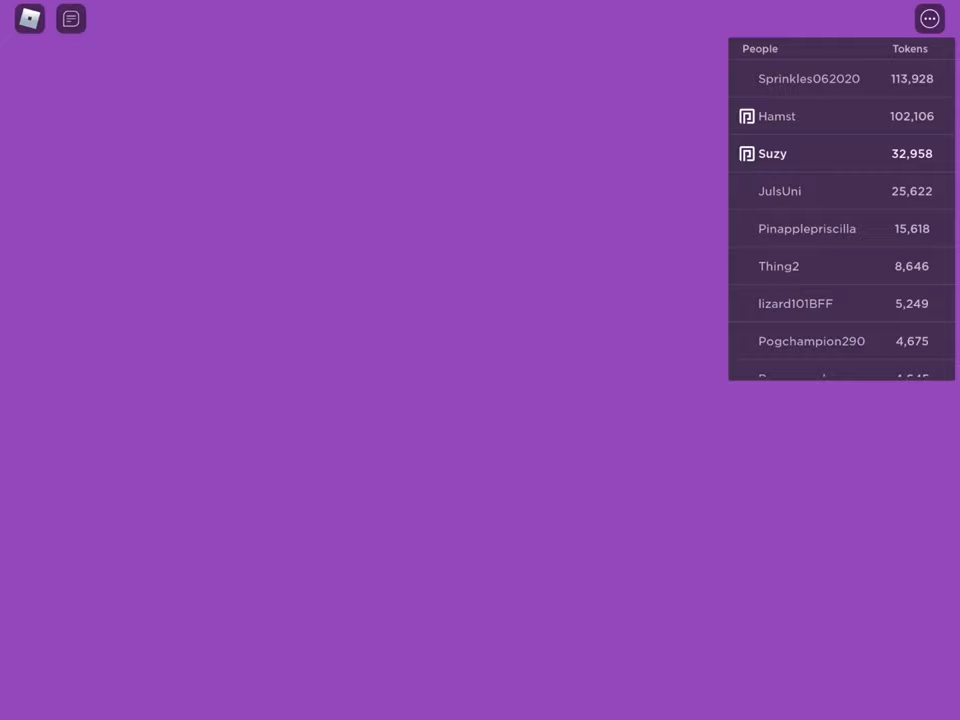 People Tokens
Sprinkles062020 113,928
Hamst 102,106
Suzy 32,958
JulsUni 25,622
Pinapplepriscilla 15,618
Thing2 8,646
lizard101BFF 5,249
Pogchampion290 4,675